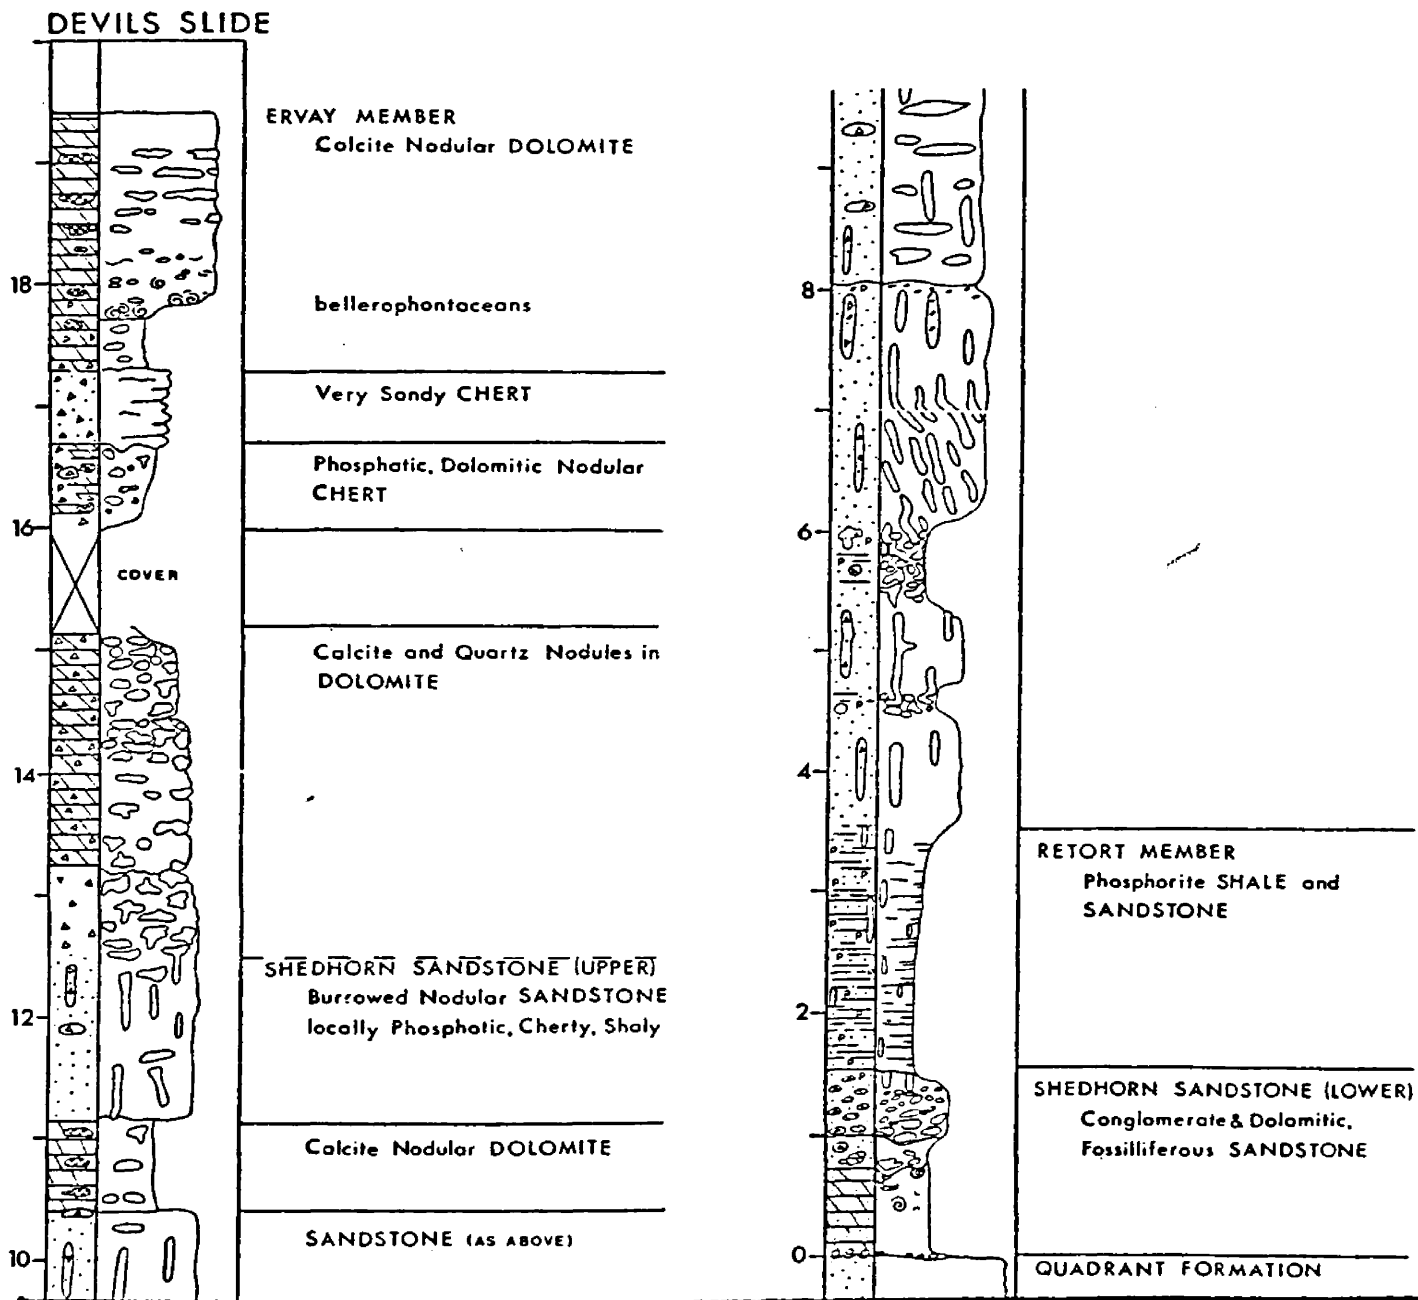 DEVILS SLIDE
ERVAY MEMBER
Calcite Nodular DOLOMITE
18
bellerophontaceans
Very Sandy CHERT
Phosphatic, Dolomitic Nodular
CHERT
16
COVER
Calcite and Quartz Nodules in
DOLOMITE
14
SHEDHORN SANDSTONE (UPPER)
Burrowed Nodular SANDSTONE
locally Phosphatic, Cherty, Shaly
12
Calcite Nodular DOLOMITE
SANDSTONE (AS ABOVE)
10
8
6
4
RETORT MEMBER
Phosphorite SHALE and
SANDSTONE
2
SHEDHORN SANDSTONE (LOWER)
Conglomerate & Dolomitic,
Fossilliferous SANDSTONE
0
QUADRANT FORMATION